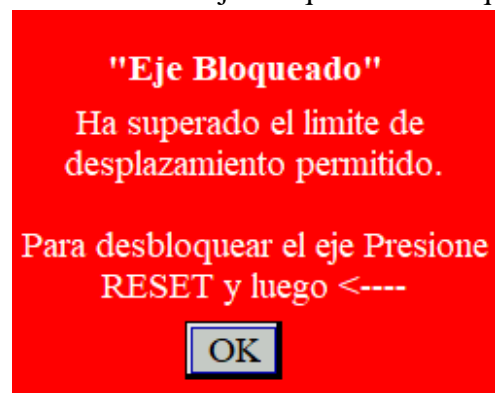 "Eje Bloqueado"
Ha superado el limite de
desplazamiento permitido.
Para desbloquear el eje Presione
RESET y luego <----
OK